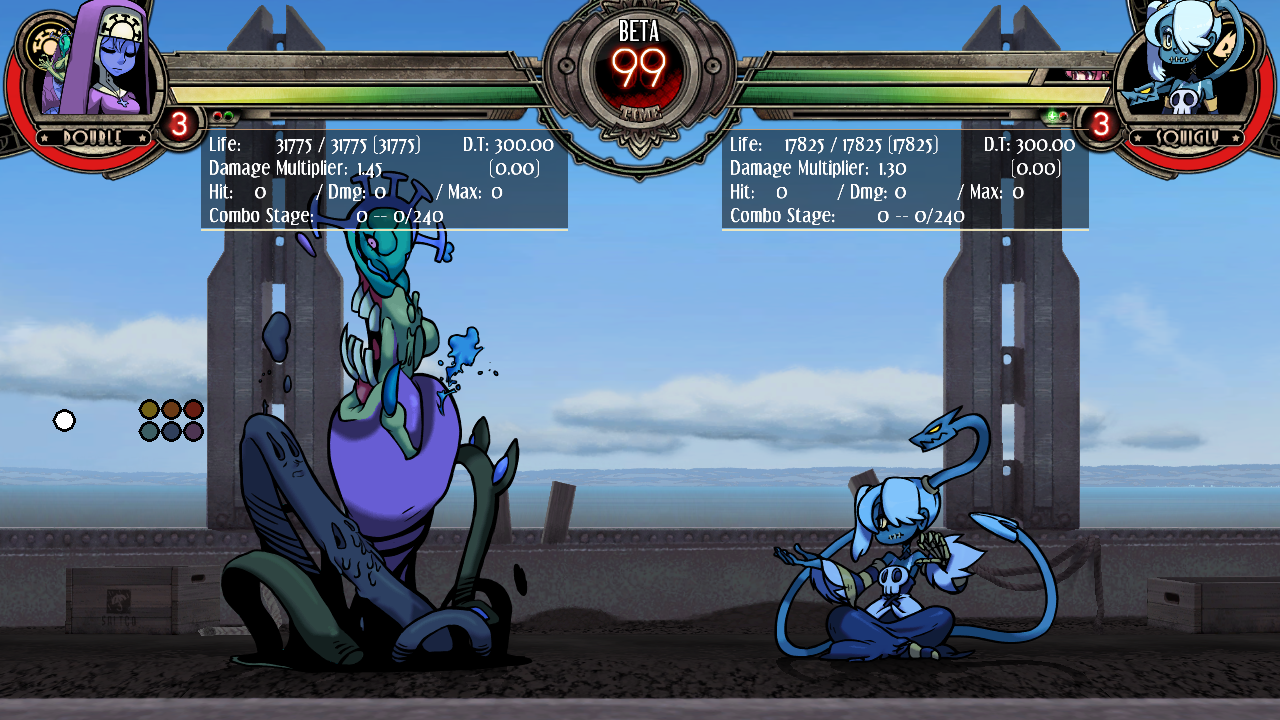 BETA
99
TIME
DOUBLE
3
3
SQUIGLY
Life: 31775 / 31775 (31775) D.T: 300.00
Damage Multiplier: 1.45 (0.00)
Hit: 0 / Dmg: 0 / Max: 0
Combo Stage: 0 -- 0/240
Life: 17825 / 17825 (17825) D.T: 300.00
Damage Multiplier: 1.30 (0.00)
Hit: 0 / Dmg: 0 / Max: 0
Combo Stage: 0 -- 0/240